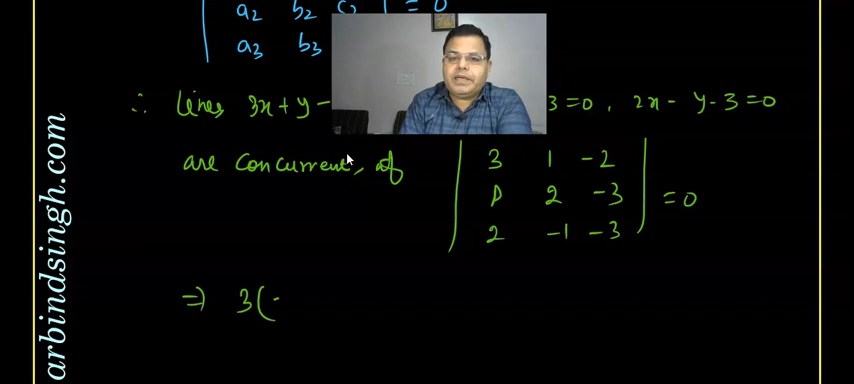 a2 b2 c2 = 0
a3 b3
∴ lines 3x + y - 3 = 0, 2x - y - 3 = 0
are concurrent, if
3 1 -2
p 2 -3 = 0
2 -1 -3
⇒ 3(-
arbindsingh.com